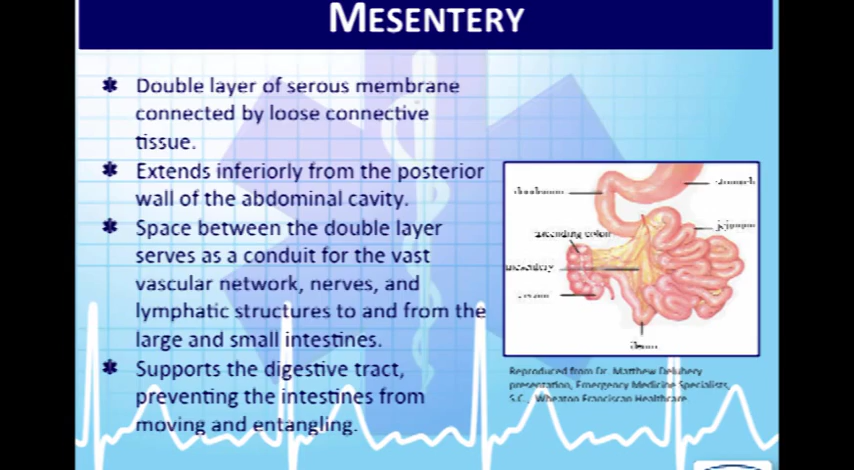 MESENTERY
Double layer of serous membrane
connected by loose connective
tissue.
Extends inferiorly from the posterior
wall of the abdominal cavity.
Space between the double layer
serves as a conduit for the vast
vascular network, nerves, and
lymphatic structures to and from the
large and small intestines.
Supports the digestive tract,
preventing the intestines from
moving and entangling.
duodenum
stomach
jejunum
ascending colon
mesentery
ileum
Reproduced from Dr. Matthew Deluhery
presentation, Emergency Medicine Specialists,
S.C., Wheaton Franciscan Healthcare